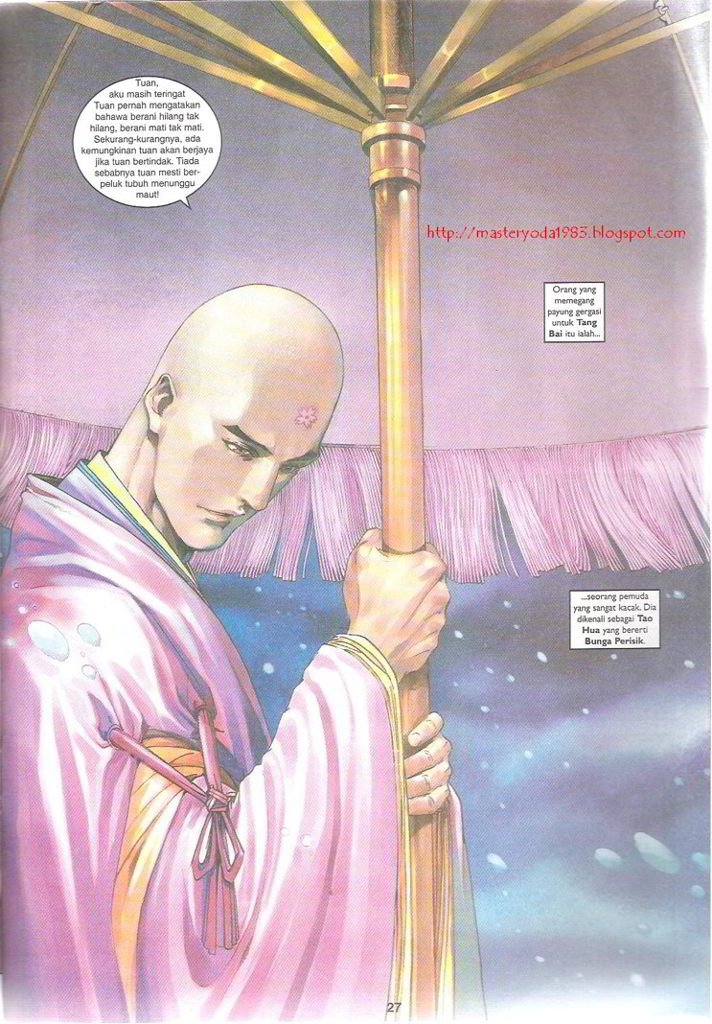 Tuan,
aku masih teringat
Tuan pernah mengatakan
bahawa berani hilang tak
hilang, berani mati tak mati.
Sekurang-kurangnya, ada
kemungkinan tuan akan berjaya
jika tuan bertindak. Tiada
sebabnya tuan mesti ber-
peluk tubuh menunggu
maut!
http://masteryoda1983.blogspot.com
Orang yang
memegang
payung gergasi
untuk Tang
Bai itu ialah...
...seorang pemuda
yang sangat kacak. Dia
dikenali sebagai Tao
Hua yang bererti
Bunga Perisik.
27